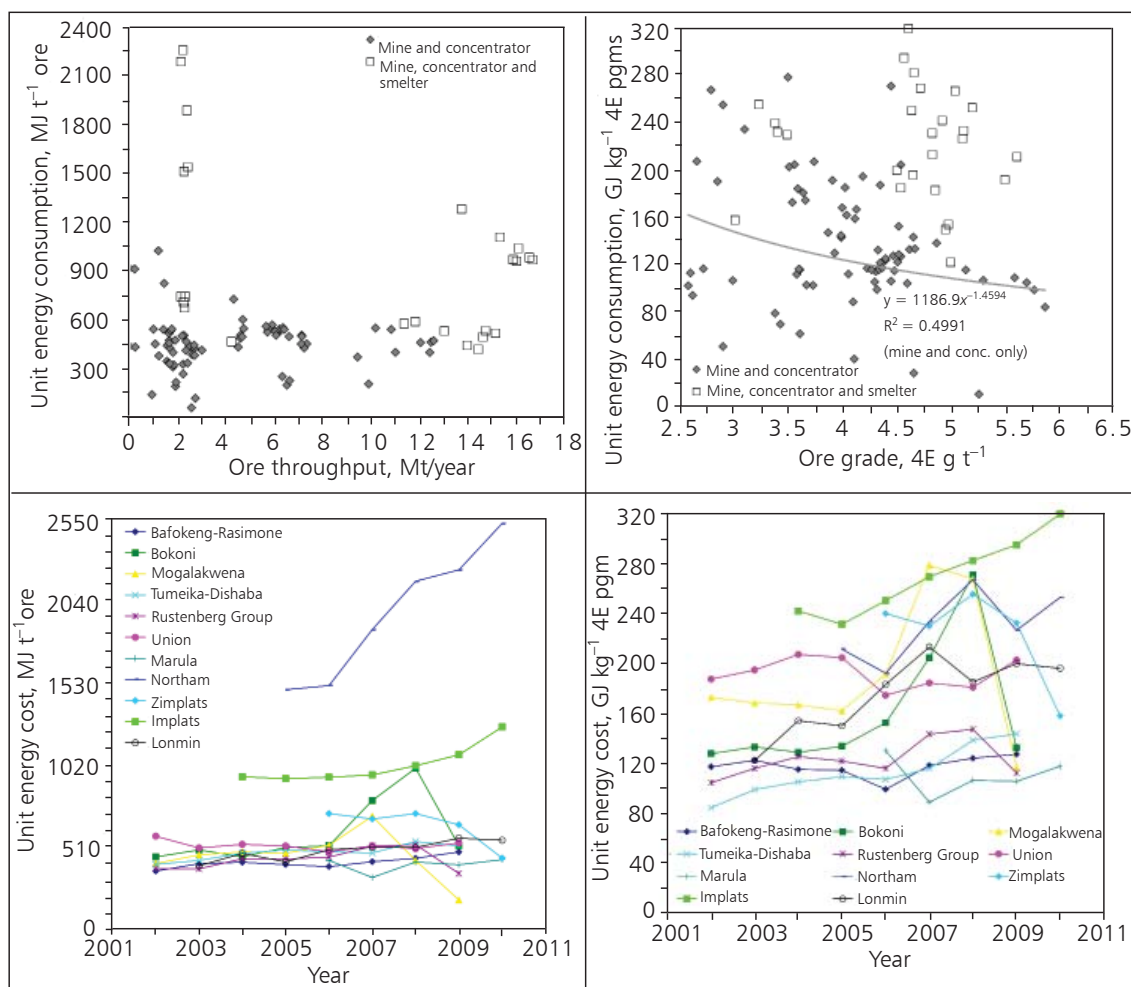 2400
2100
1800
1500
1200
900
600
300
0
0 2 4 6 8 10 12 14 16 18
Unit energy consumption, MJ t⁻¹ ore
Ore throughput, Mt/year
Mine and concentrator
Mine, concentrator and
smelter
320
280
240
200
160
120
80
40
0
2.5 3 3.5 4 4.5 5 5.5 6 6.5
Unit energy consumption, GJ kg⁻¹ 4E pgms
Ore grade, 4E g t⁻¹
y = 1186.9x⁻¹·⁴⁵⁹⁴
R² = 0.4991
(mine and conc. only)
Mine and concentrator
Mine, concentrator and smelter
2550
2040
1530
1020
510
0
2001 2003 2005 2007 2009 2011
Unit energy cost, MJ t⁻¹ ore
Year
Bafokeng-Rasimone
Bokoni
Mogalakwena
Tumeika-Dishaba
Rustenberg Group
Union
Marula
Northam
Zimplats
Implats
Lonmin
320
280
240
200
160
120
80
40
0
2001 2003 2005 2007 2009 2011
Unit energy cost, GJ kg⁻¹ 4E pgm
Year
Bafokeng-Rasimone Bokoni Mogalakwena
Tumeika-Dishaba Rustenberg Group Union
Marula Northam Zimplats
Implats Lonmin